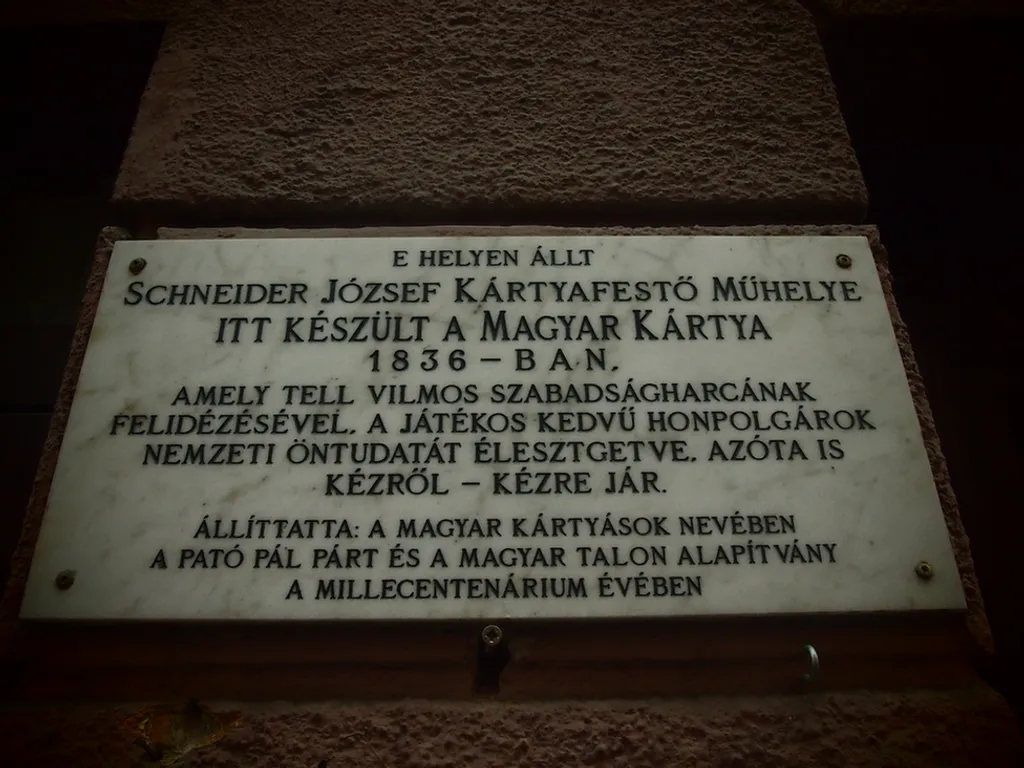 E HELYEN ÁLLT
SCHNEIDER JÓZSEF KÁRTYAFESTŐ MŰHELYE
ITT KÉSZÜLT A MAGYAR KÁRTYA
1836 – BAN,
AMELY TELL VILMOS SZABADSÁGHARCÁNAK
FELIDÉZÉSÉVEL, A JÁTÉKOS KEDVŰ HONPOLGÁROK
NEMZETI ÖNTUDATÁT ÉLESZTGETVE, AZÓTA IS
KÉZRŐL – KÉZRE JÁR.
ÁLLÍTTATTA: A MAGYAR KÁRTYÁSOK NEVÉBEN
A PATÓ PÁL PÁRT ÉS A MAGYAR TALON ALAPÍTVÁNY
A MILLECENTENÁRIUM ÉVÉBEN